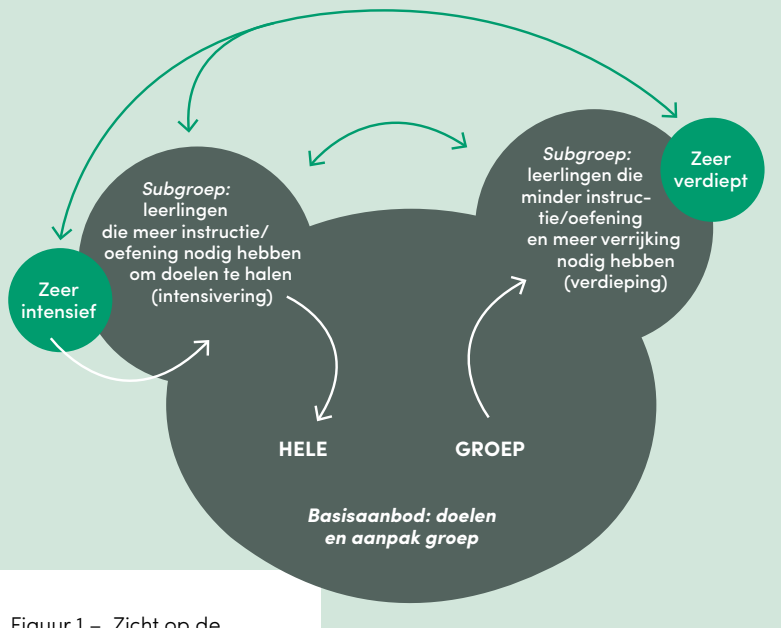 Subgroep:
leerlingen
die meer instructie/
oefening nodig hebben
om doelen te halen
(intensivering)
Zeer
intensief
Subgroep:
leerlingen die
minder instruc-
tie/oefening
en meer verrijking
nodig hebben
(verdieping)
Zeer
verdiept
HELE GROEP
Basisaanbod: doelen
en aanpak groep
Figuur 1 – Zicht op de